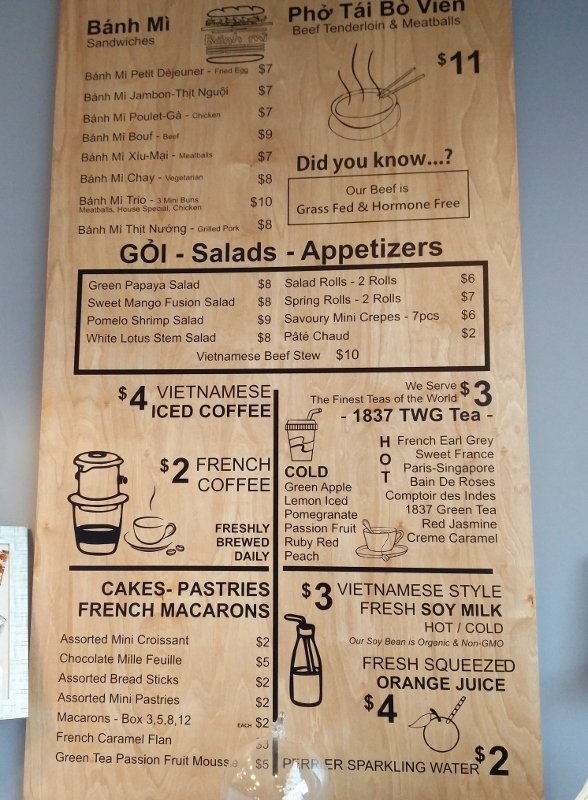 Bánh Mì
Sandwiches
Bánh mì
Bánh Mì Petit Déjeuner - Fried Egg $7
Bánh Mì Jambon-Thịt Nguội $7
Bánh Mì Poulet-Gà - Chicken $7
Bánh Mì Bouf - Beef $9
Bánh Mì Xíu-Mại - Meatballs $7
Bánh Mì Chay - Vegetarian $8
Bánh Mì Trio - 3 Mini Buns $10
Meatballs, House Special, Chicken
Bánh Mì Thịt Nướng - Grilled Pork $8
Phở Tái Bò Viên
Beef Tenderloin & Meatballs
$11
Did you know...?
Our Beef is
Grass Fed & Hormone Free
GỎI - Salads - Appetizers
Green Papaya Salad $8
Sweet Mango Fusion Salad $8
Pomelo Shrimp Salad $9
White Lotus Stem Salad $8
Salad Rolls - 2 Rolls $6
Spring Rolls - 2 Rolls $7
Savoury Mini Crepes - 7pcs $6
Pâté Chaud $2
Vietnamese Beef Stew $10
$4 VIETNAMESE
ICED COFFEE
$2 FRENCH
COFFEE
FRESHLY
BREWED
DAILY
We Serve $3
The Finest Teas of the World
- 1837 TWG Tea -
COLD
Green Apple
Lemon Iced
Pomegranate
Passion Fruit
Ruby Red
Peach
HOT
French Earl Grey
Sweet France
Paris-Singapore
Bain De Roses
Comptoir des Indes
1837 Green Tea
Red Jasmine
Creme Caramel
CAKES- PASTRIES
FRENCH MACARONS
Assorted Mini Croissant $2
Chocolate Mille Feuille $5
Assorted Bread Sticks $2
Assorted Mini Pastries $2
Macarons - Box 3,5,8,12 EACH $2
French Caramel Flan
Green Tea Passion Fruit Mousse $5
$3 VIETNAMESE STYLE
FRESH SOY MILK
HOT / COLD
Our Soy Bean is Organic & Non-GMO
FRESH SQUEEZED
ORANGE JUICE
$4
PERRIER SPARKLING WATER $2